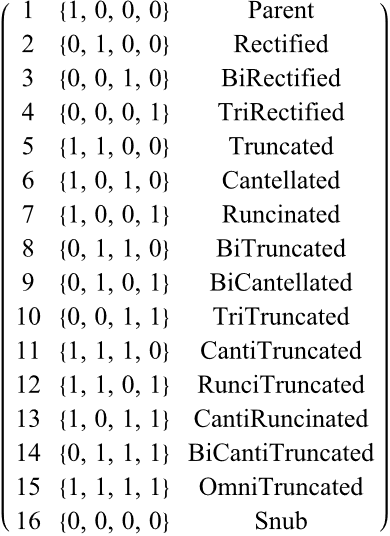 1 {1, 0, 0, 0} Parent
2 {0, 1, 0, 0} Rectified
3 {0, 0, 1, 0} BiRectified
4 {0, 0, 0, 1} TriRectified
5 {1, 1, 0, 0} Truncated
6 {1, 0, 1, 0} Cantellated
7 {1, 0, 0, 1} Runcinated
8 {0, 1, 1, 0} BiTruncated
9 {0, 1, 0, 1} BiCantellated
10 {0, 0, 1, 1} TriTruncated
11 {1, 1, 1, 0} CantiTruncated
12 {1, 1, 0, 1} RunciTruncated
13 {1, 0, 1, 1} CantiRuncinated
14 {0, 1, 1, 1} BiCantiTruncated
15 {1, 1, 1, 1} OmniTruncated
16 {0, 0, 0, 0} Snub